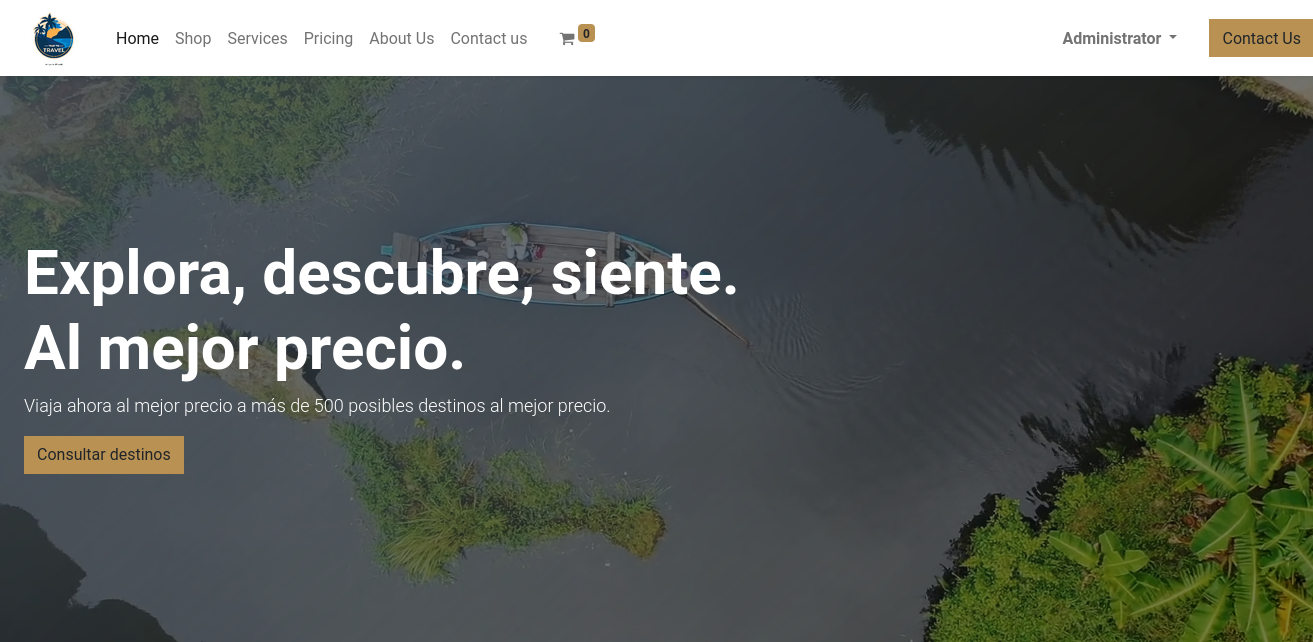 TRAVEL
Home Shop Services Pricing About Us Contact us 0 Administrator Contact Us
Explora, descubre, siente.
Al mejor precio.
Viaja ahora al mejor precio a más de 500 posibles destinos al mejor precio.
Consultar destinos